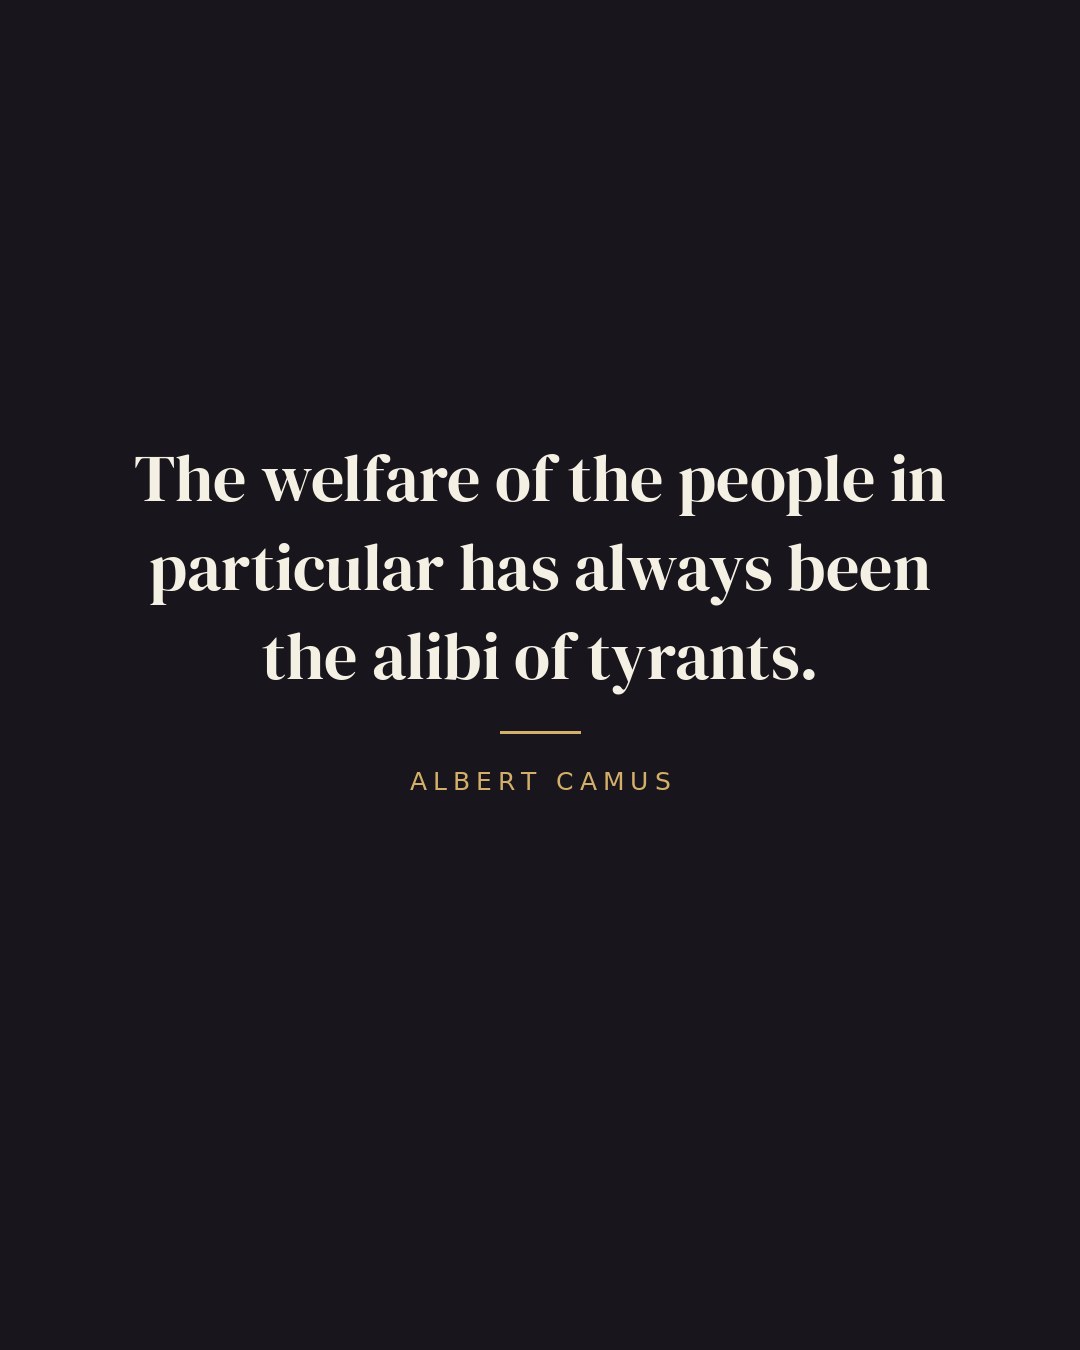 The welfare of the people in
particular has always been
the alibi of tyrants.
ALBERT CAMUS